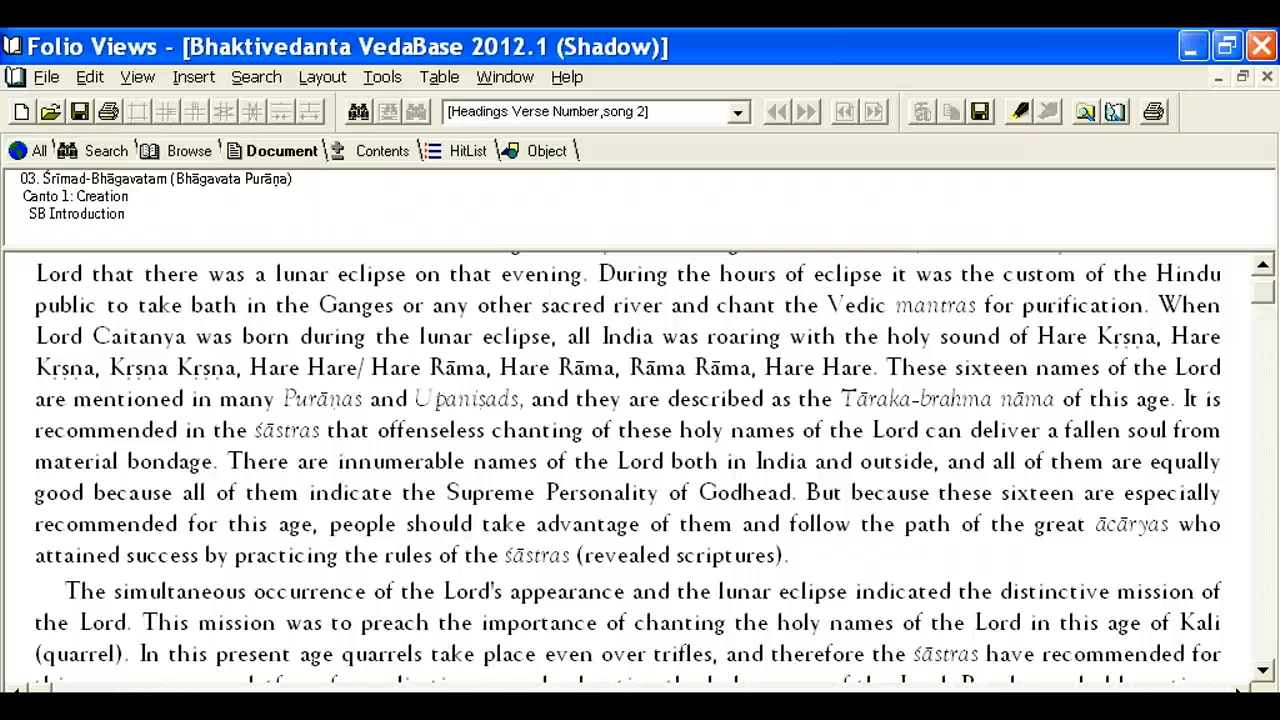 Folio Views - [Bhaktivedanta VedaBase 2012.1 (Shadow)]
File Edit View Insert Search Layout Tools Table Window Help
[Headings Verse Number,song 2]
All Search Browse Document Contents HitList Object
03. Śrīmad-Bhāgavatam (Bhāgavata Purāṇa)
Canto 1: Creation
SB Introduction
Lord that there was a lunar eclipse on that evening. During the hours of eclipse it was the custom of the Hindu
public to take bath in the Ganges or any other sacred river and chant the Vedic mantras for purification. When
Lord Caitanya was born during the lunar eclipse, all India was roaring with the holy sound of Hare Kṛṣṇa, Hare
Kṛṣṇa, Kṛṣṇa Kṛṣṇa, Hare Hare/ Hare Rāma, Hare Rāma, Rāma Rāma, Hare Hare. These sixteen names of the Lord
are mentioned in many Purāṇas and Upaniṣads, and they are described as the Tāraka-brahma nāma of this age. It is
recommended in the śāstras that offenseless chanting of these holy names of the Lord can deliver a fallen soul from
material bondage. There are innumerable names of the Lord both in India and outside, and all of them are equally
good because all of them indicate the Supreme Personality of Godhead. But because these sixteen are especially
recommended for this age, people should take advantage of them and follow the path of the great ācāryas who
attained success by practicing the rules of the śāstras (revealed scriptures).
The simultaneous occurrence of the Lord's appearance and the lunar eclipse indicated the distinctive mission of
the Lord. This mission was to preach the importance of chanting the holy names of the Lord in this age of Kali
(quarrel). In this present age quarrels take place even over trifles, and therefore the śāstras have recommended for